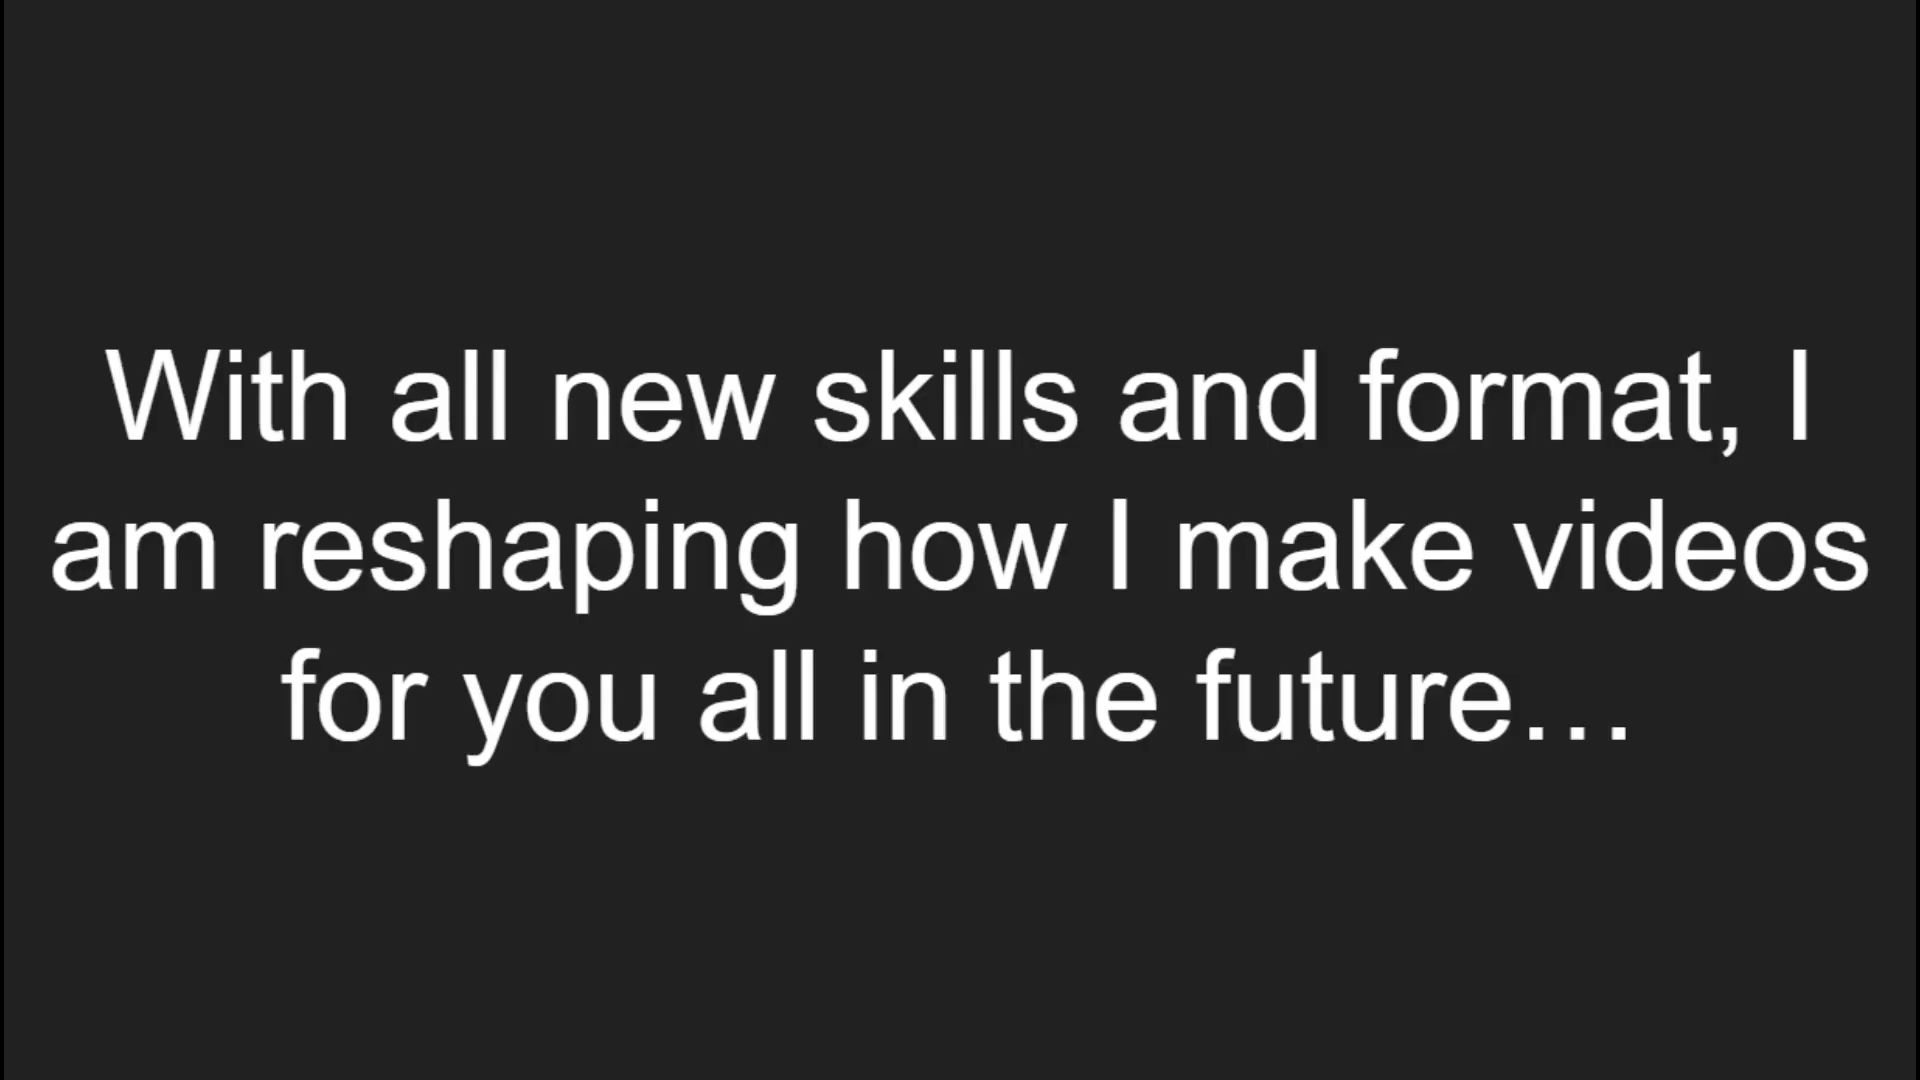 With all new skills and format, I
am reshaping how I make videos
for you all in the future…